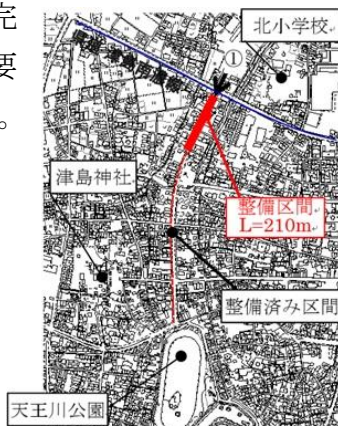 完
要
。
北小学校
①
津島神社
整備区間
L=210m
整備済み区間
天王川公園